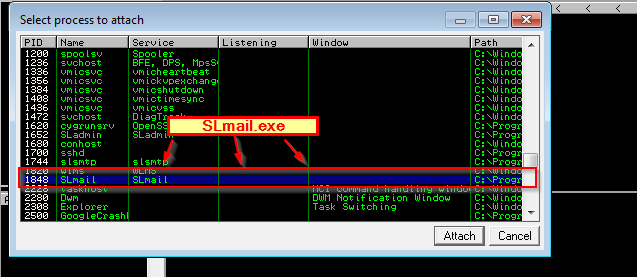 Select process to attach
PID Name Service Listening Window Path
1200 spoolsv Spooler C:\Windo
1236 svchost BFE, DPS, MpsS C:\Windo
1336 vmicsvc vmicheartbeat C:\Windo
1356 vmicsvc vmickvpexchang C:\Windo
1384 vmicsvc vmicshutdown C:\Windo
1408 vmicsvc vmictimesync C:\Windo
1436 vmicsvc vmicvss C:\Windo
1472 svchost DiagTrack C:\Windo
1620 cygrunsrv OpenSS C:\Progr
1652 SLadmin SLadmin C:\Progr
SLmail.exe
1680 conhost C:\Windo
1700 sshd C:\Progr
1744 slsmtp slsmtp C:\Progr
1820 wlms WLMS C:\Windo
1848 SLmail SLmail C:\Progr
2228 taskhost MCI command handling window C:\Windo
2280 Dwm DWM Notification Window C:\Windo
2308 Explorer Task Switching C:\Windo
2500 GoogleCrash C:\Progr
Attach Cancel